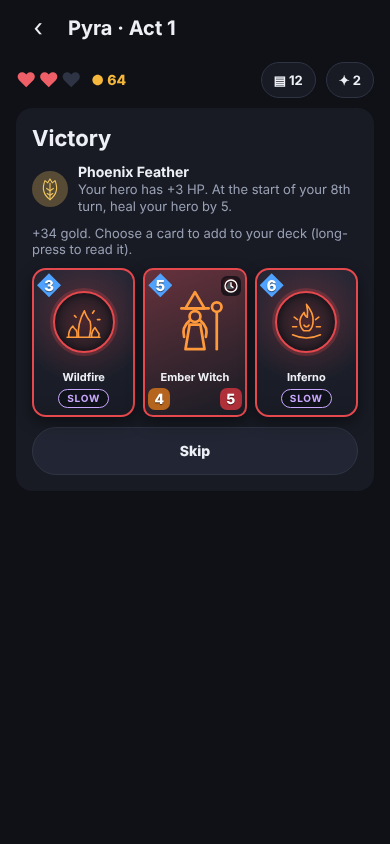 Pyra · Act 1
64
12
2
Victory
Phoenix Feather
Your hero has +3 HP. At the start of your 8th
turn, heal your hero by 5.
+34 gold. Choose a card to add to your deck (long-
press to read it).
3
Wildfire
SLOW
5
Ember Witch
4
5
6
Inferno
SLOW
Skip